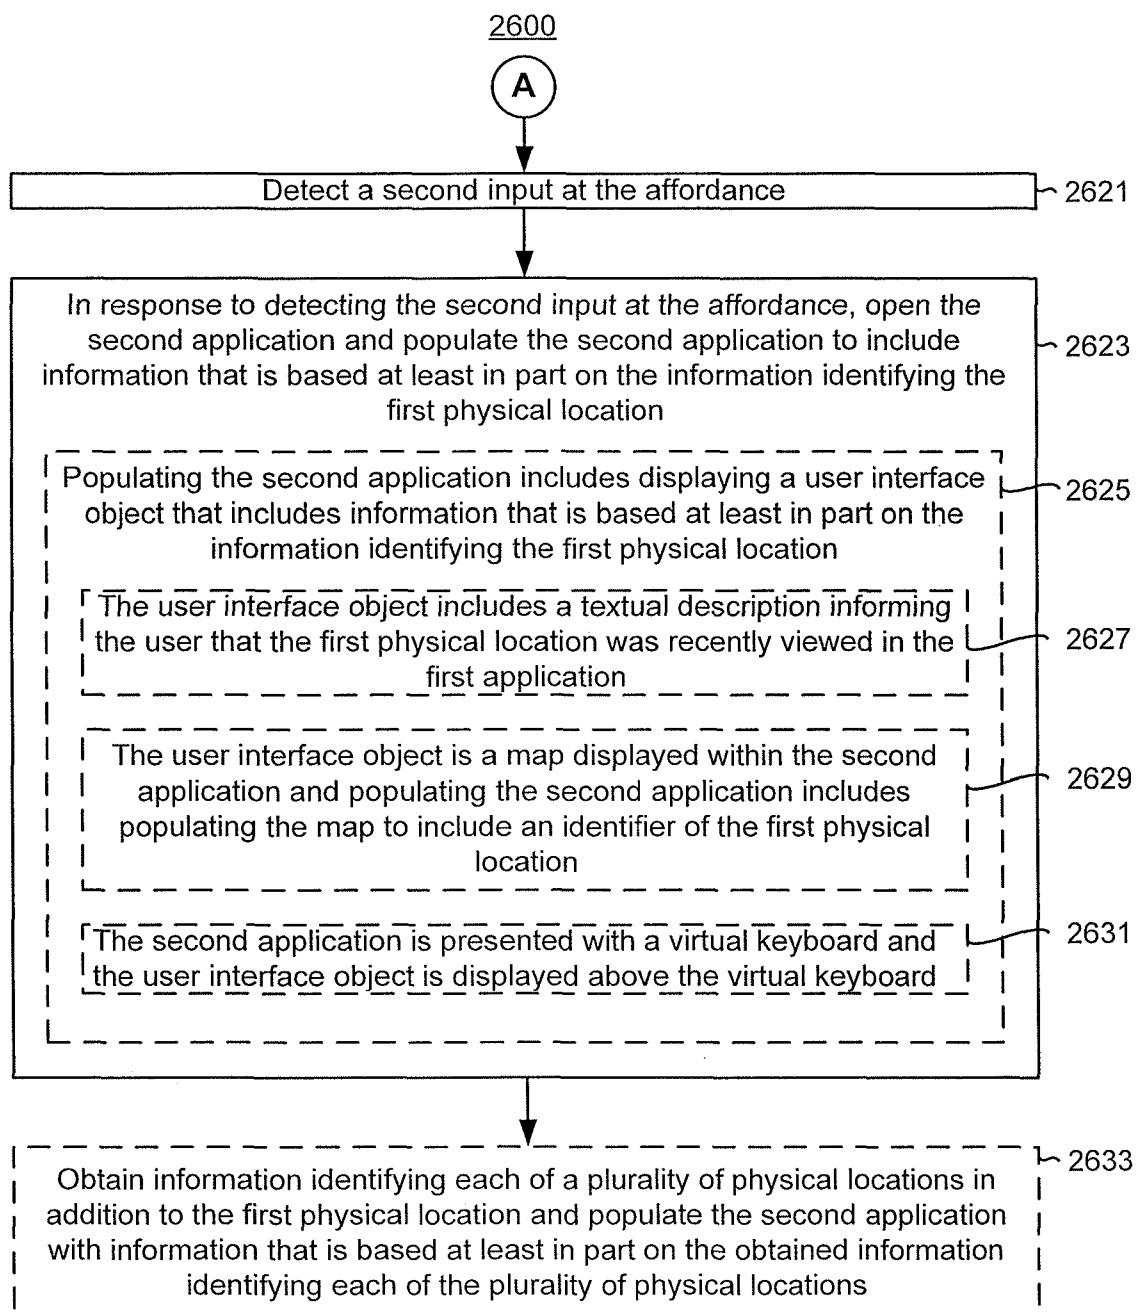 2600
A
Detect a second input at the affordance
2621
In response to detecting the second input at the affordance, open the
second application and populate the second application to include
information that is based at least in part on the information identifying the
first physical location
2623
Populating the second application includes displaying a user interface
object that includes information that is based at least in part on the
information identifying the first physical location
2625
The user interface object includes a textual description informing
the user that the first physical location was recently viewed in the
first application
2627
The user interface object is a map displayed within the second
application and populating the second application includes
populating the map to include an identifier of the first physical
location
2629
The second application is presented with a virtual keyboard and
the user interface object is displayed above the virtual keyboard
2631
Obtain information identifying each of a plurality of physical locations in
addition to the first physical location and populate the second application
with information that is based at least in part on the obtained information
identifying each of the plurality of physical locations
2633